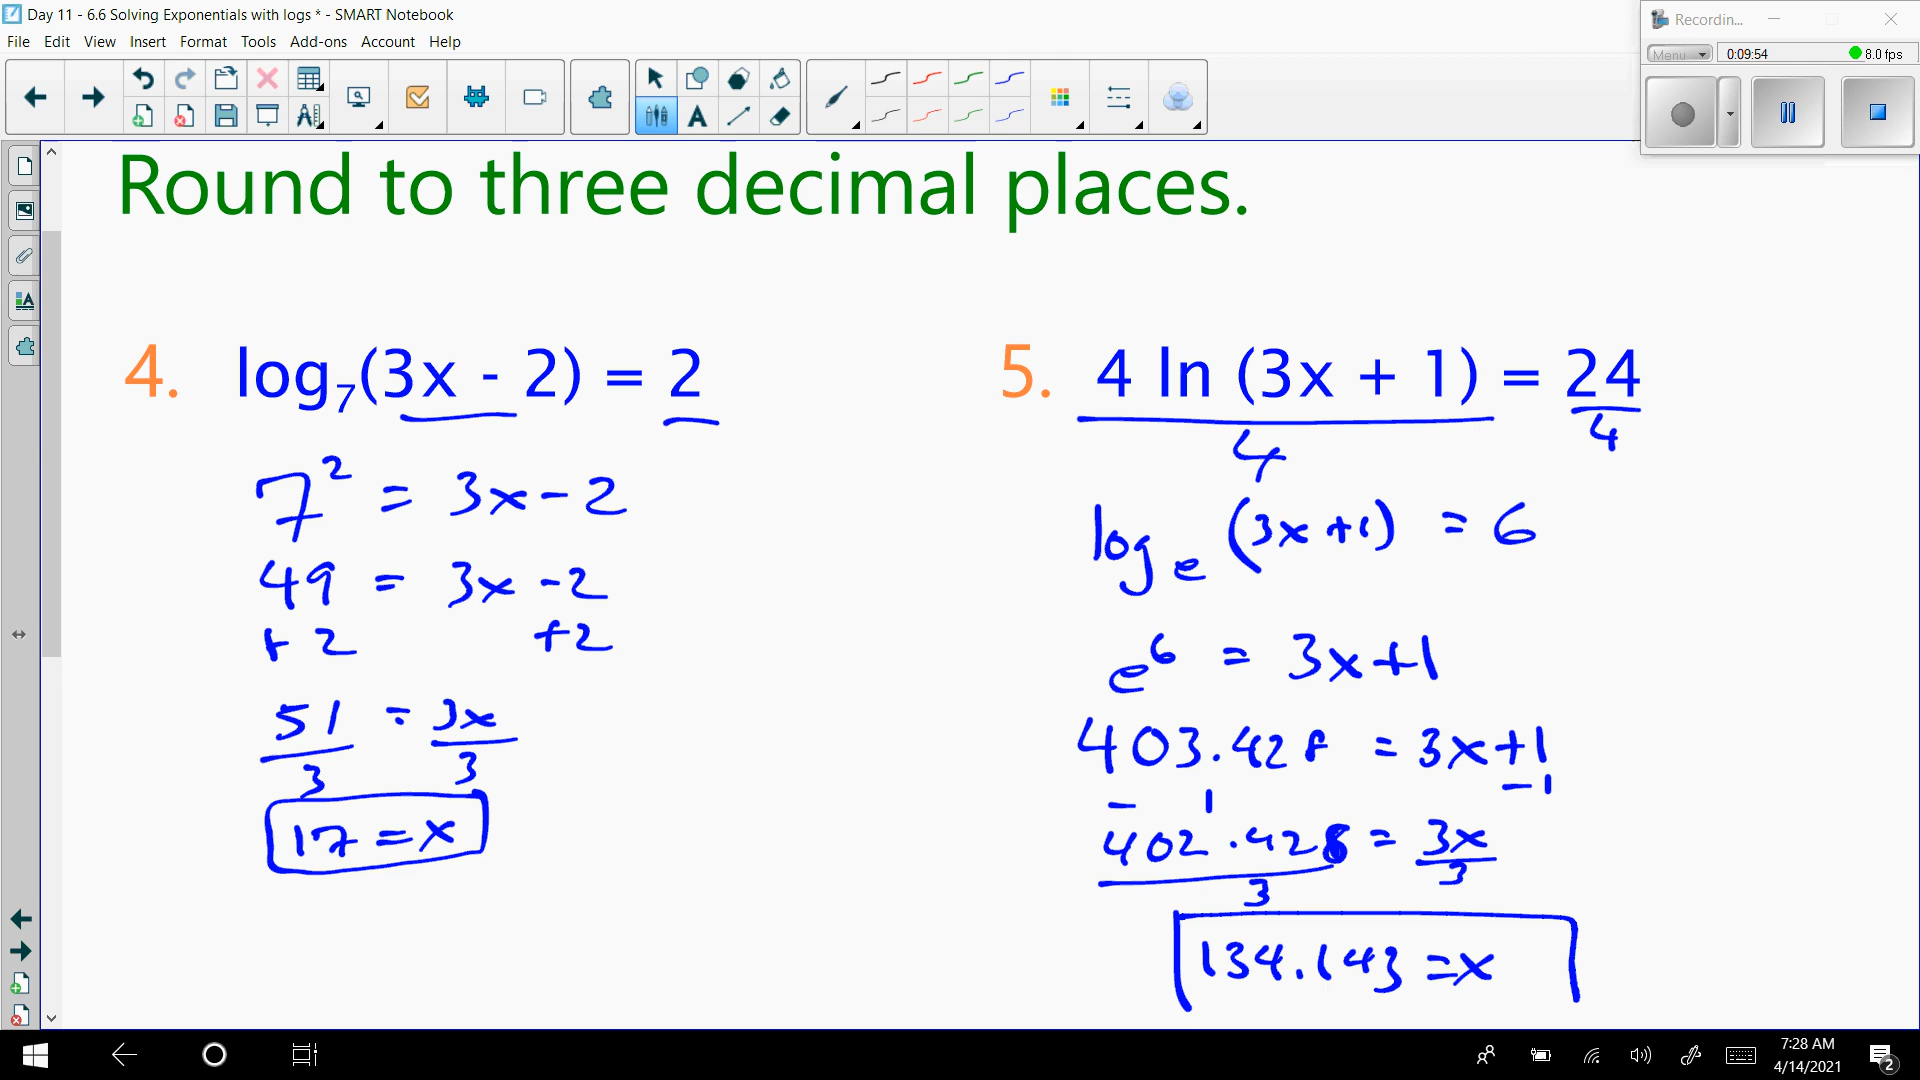 Day 11 - 6.6 Solving Exponentials with logs * - SMART Notebook
File Edit View Insert Format Tools Add-ons Account Help
Recordin...
Menu 0:09:54 8.0 fps
Round to three decimal places.
4. log₇(3x - 2) = 2
7² = 3x - 2
49 = 3x - 2
+ 2 +2
51 = 3x
3 3
17 = x
5. 4 ln (3x + 1) = 24
4 4
logₑ (3x + 1) = 6
e⁶ = 3x+1
403.428 = 3x+1
- 1 -1
402.428 = 3x
3 3
134.143 = x
7:28 AM
4/14/2021
2